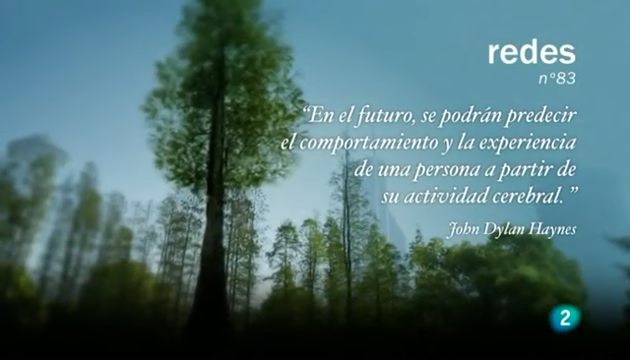 redes
nº83
“En el futuro, se podrán predecir
el comportamiento y la experiencia
de una persona a partir de
su actividad cerebral.”
John Dylan Haynes
2